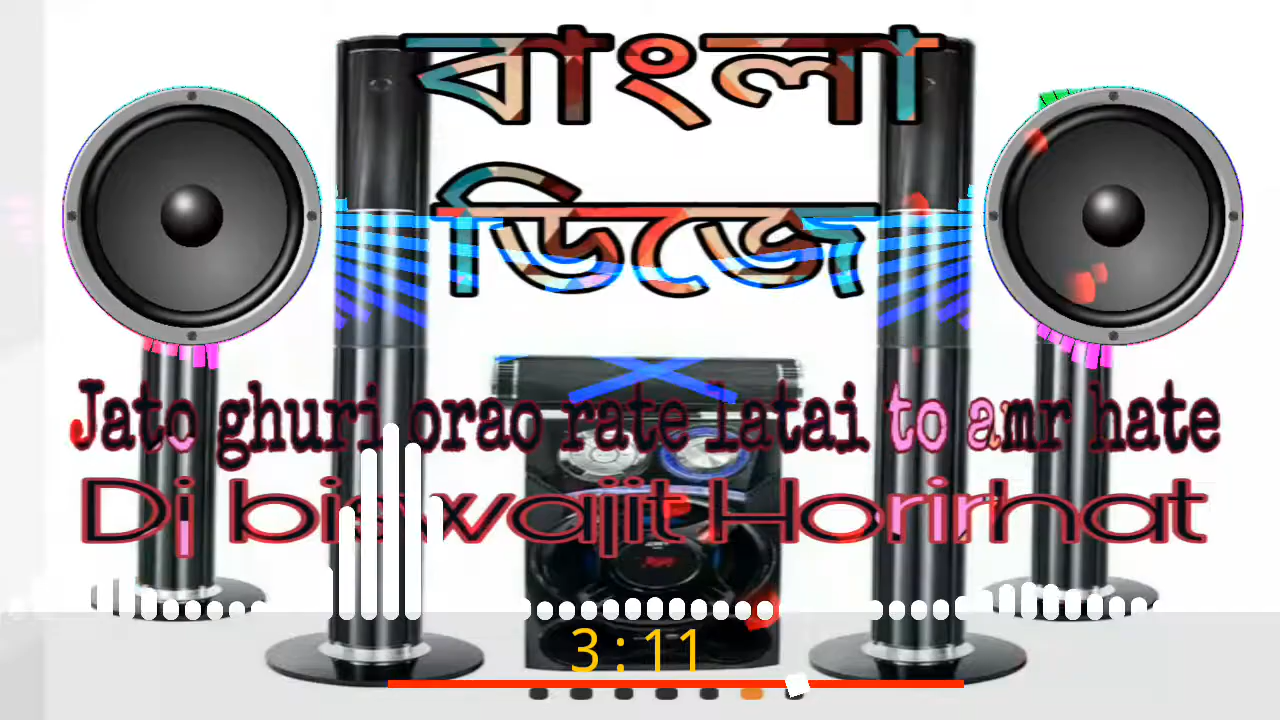 বাংলা
ডিজে
Jato ghuri orao rate latai to amr hate
Dj biswajit Horirhat
3 : 11